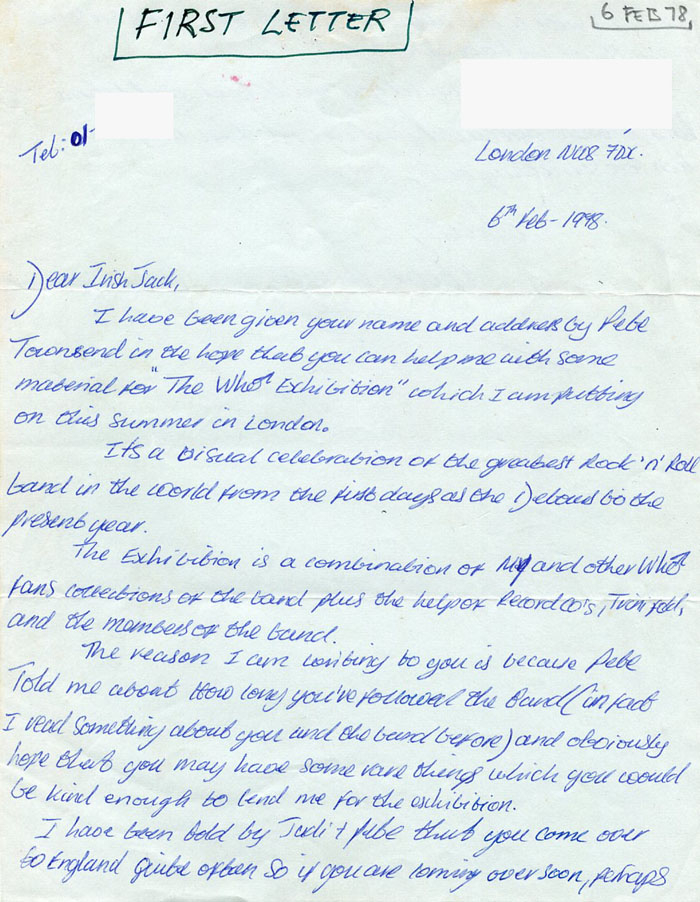 FIRST LETTER
6 FEB 78
Tel: 01-
London NW8 7DX.
6th Feb - 1978.
Dear Irish Jack,
I have been given your name and address by Pete
Townsend in the hope that you can help me with some
material for "The Who Exhibition" which I am putting
on this summer in London.
Its a visual celebration of the greatest Rock 'n' Roll
band in the world from the first days as the Detours to the
present year.
The Exhibition is a combination of My and other Who
fans collections of the band plus the help of Record Co's, Trinifold,
and the members of the band.
The reason I am writing to you is because Pete
Told me about How long you've followed the Band (in fact
I read something about you and the band before) and obviously
hope that you may have some rare things which you would
be kind enough to lend me for the exhibition.
I have been told by Judi + Pete that you come over
to England quite often so if you are coming over soon, perhaps